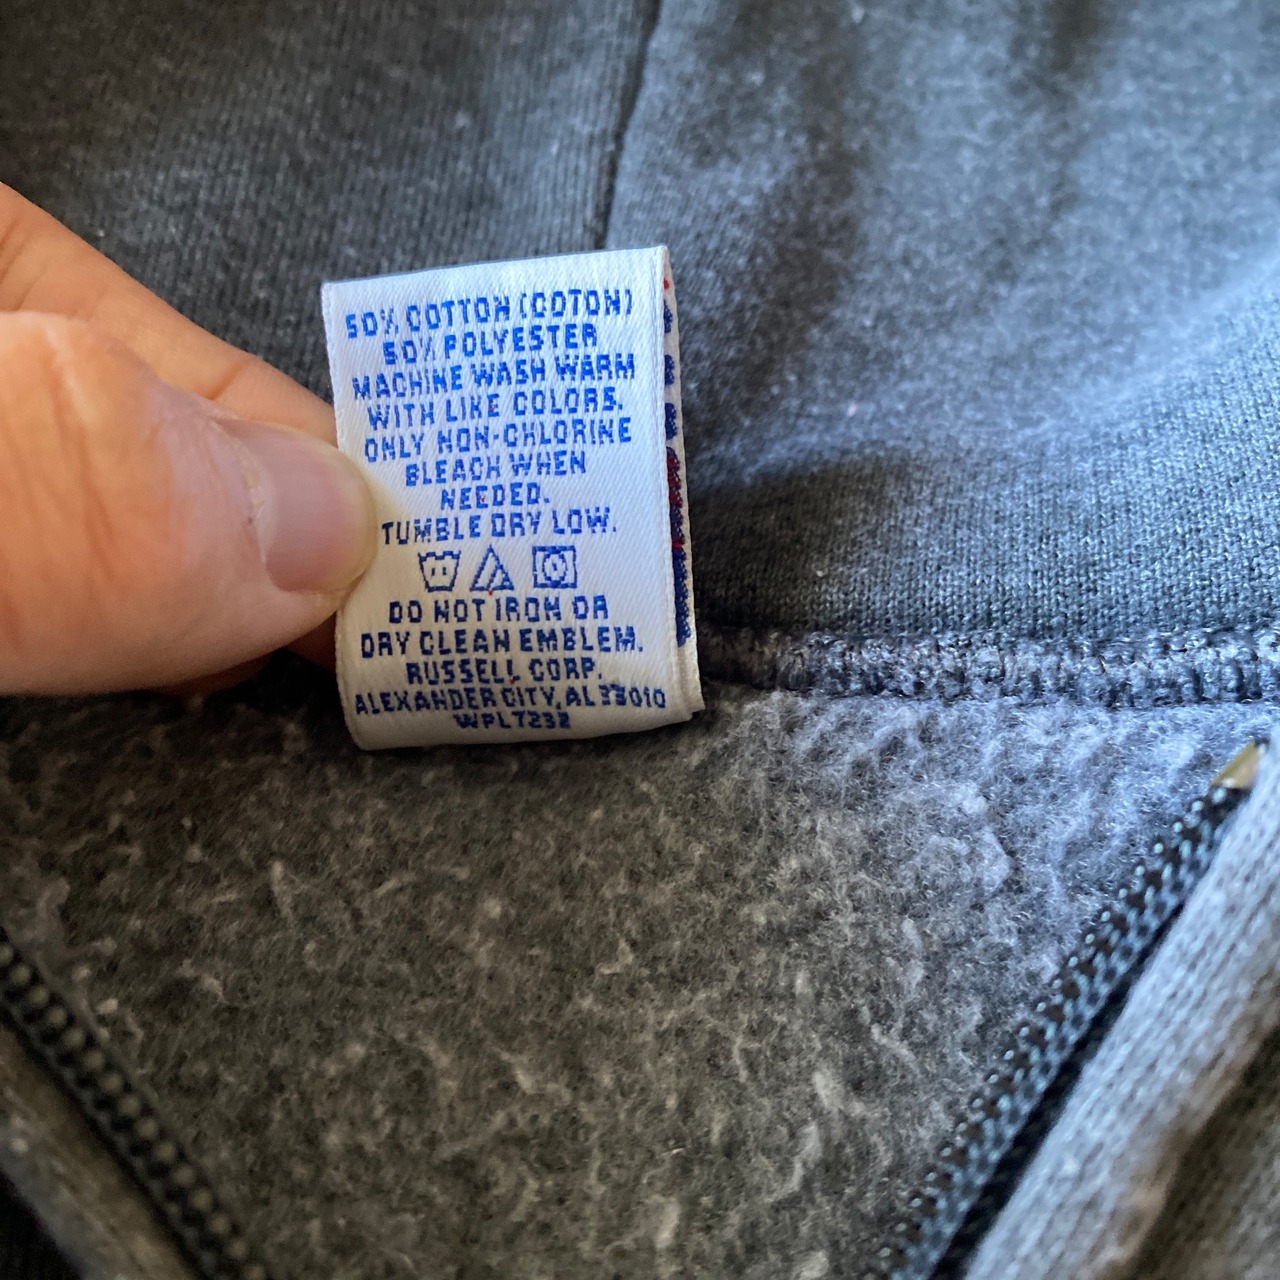 50% COTTON (COTON)
50% POLYESTER
MACHINE WASH WARM
WITH LIKE COLORS.
ONLY NON-CHLORINE
BLEACH WHEN
NEEDED.
TUMBLE DRY LOW.
DO NOT IRON OR
DRY CLEAN EMBLEM.
RUSSELL CORP.
ALEXANDER CITY, AL 35010
WPL7232